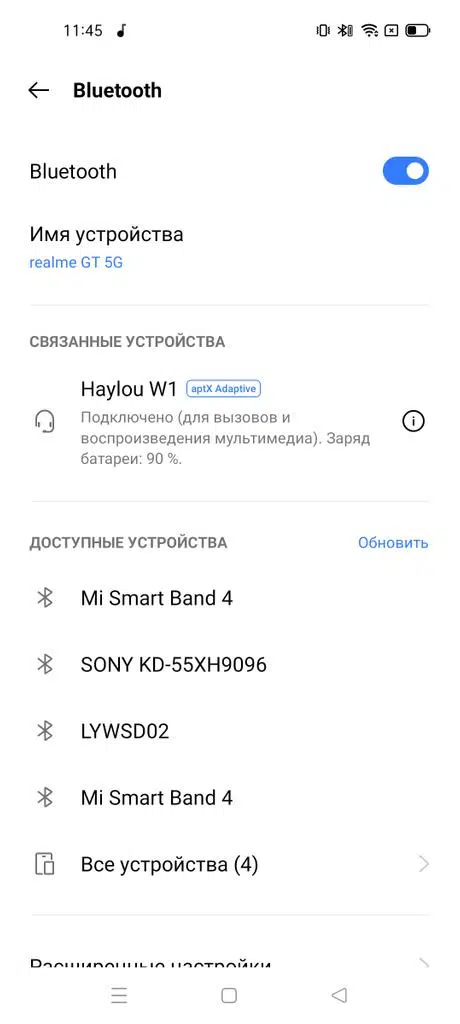 11:45
Bluetooth
Bluetooth
Имя устройства
realme GT 5G
СВЯЗАННЫЕ УСТРОЙСТВА
Haylou W1 aptX Adaptive
Подключено (для вызовов и
воспроизведения мультимедиа). Заряд
батареи: 90 %.
ДОСТУПНЫЕ УСТРОЙСТВА Обновить
Mi Smart Band 4
SONY KD-55XH9096
LYWSD02
Mi Smart Band 4
Все устройства (4)
Расширенные настройки